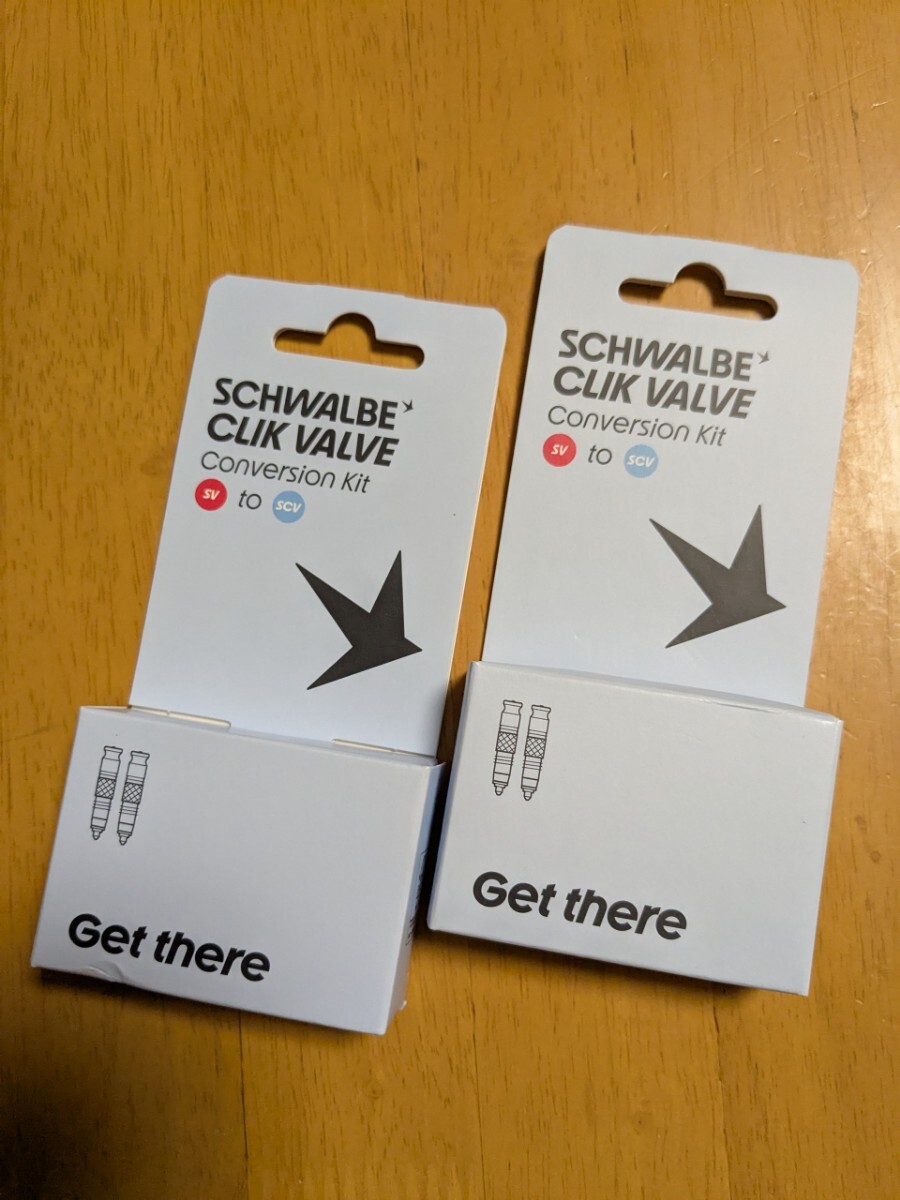 SCHWALBE
CLIK VALVE
Conversion Kit
SV to SCV
Get there
SCHWALBE
CLIK VALVE
Conversion Kit
SV to SCV
Get there